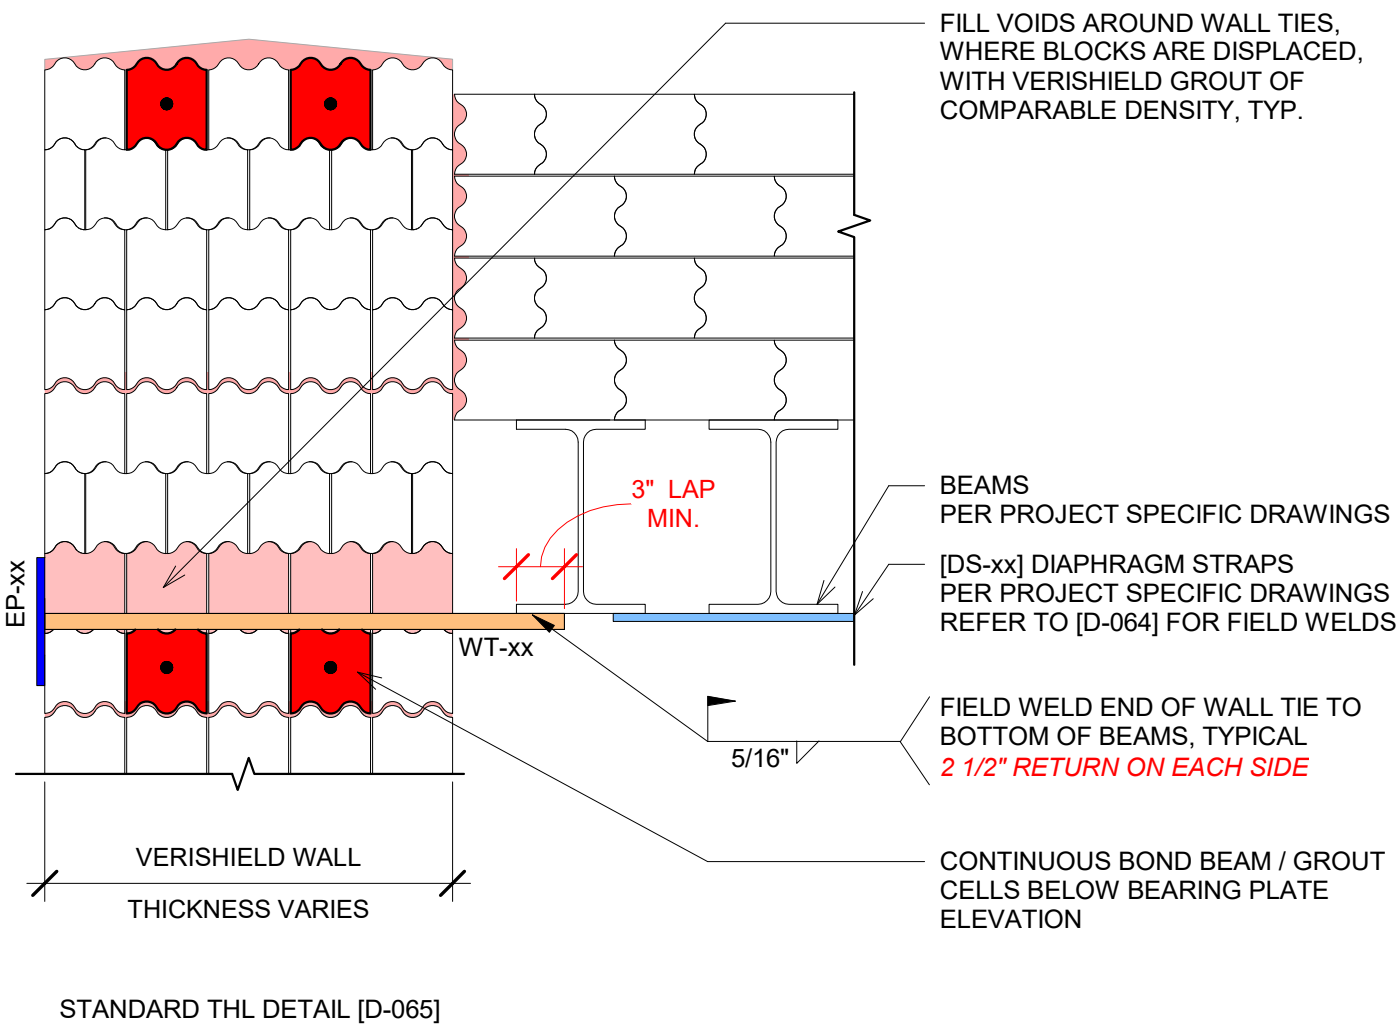 FILL VOIDS AROUND WALL TIES,
WHERE BLOCKS ARE DISPLACED,
WITH VERISHIELD GROUT OF
COMPARABLE DENSITY, TYP.
3" LAP
MIN.
BEAMS
PER PROJECT SPECIFIC DRAWINGS
[DS-xx] DIAPHRAGM STRAPS
PER PROJECT SPECIFIC DRAWINGS
REFER TO [D-064] FOR FIELD WELDS
EP-xx
WT-xx
FIELD WELD END OF WALL TIE TO
BOTTOM OF BEAMS, TYPICAL
2 1/2" RETURN ON EACH SIDE
5/16"
VERISHIELD WALL
THICKNESS VARIES
CONTINUOUS BOND BEAM / GROUT
CELLS BELOW BEARING PLATE
ELEVATION
STANDARD THL DETAIL [D-065]